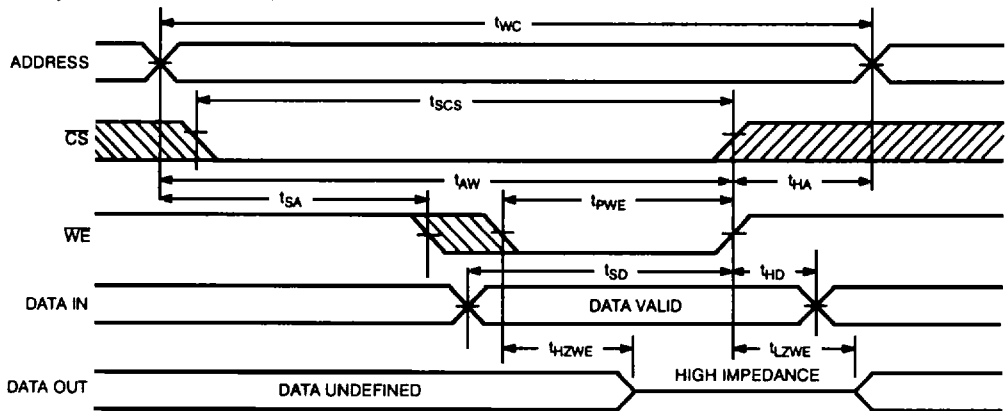 tWC
ADDRESS
tSCS
CS
tAW
tHA
tSA
tPWE
WE
tSD
tHD
DATA IN
DATA VALID
tHZWE
tLZWE
HIGH IMPEDANCE
DATA OUT
DATA UNDEFINED